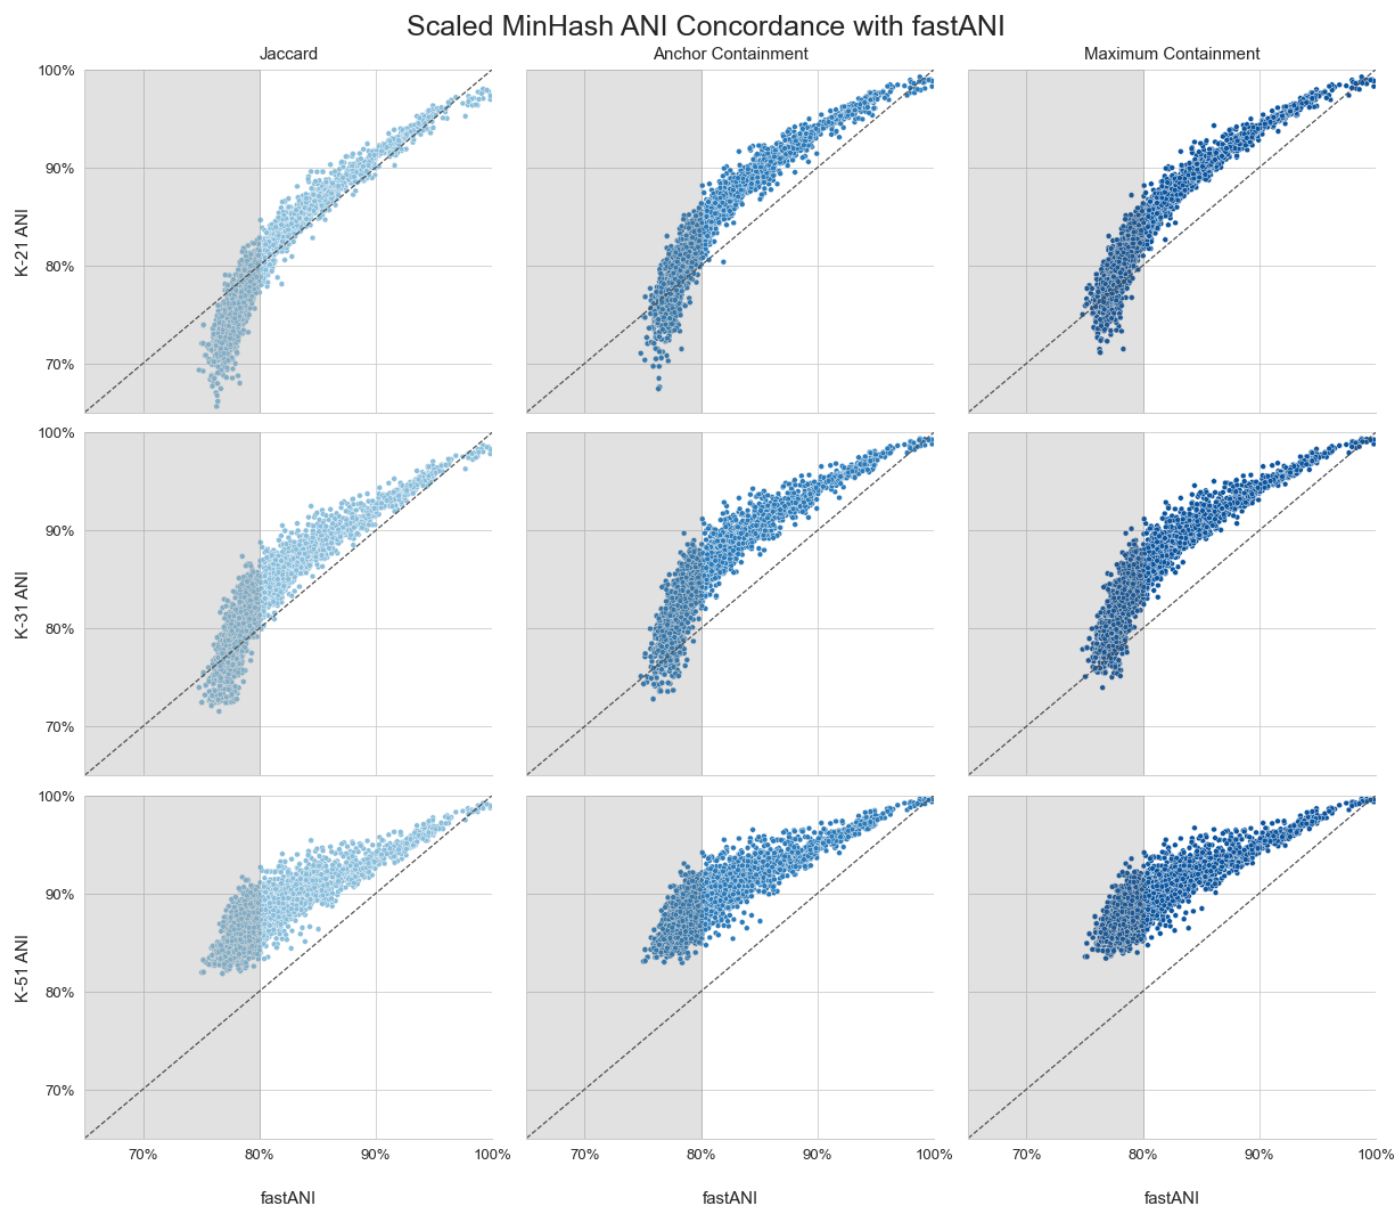 Scaled MinHash ANI Concordance with fastANI
Jaccard
Anchor Containment
Maximum Containment
100%
90%
80%
70%
K-21 ANI
100%
90%
80%
70%
K-31 ANI
100%
90%
80%
70%
K-51 ANI
70% 80% 90% 100%
70% 80% 90% 100%
70% 80% 90% 100%
fastANI
fastANI
fastANI